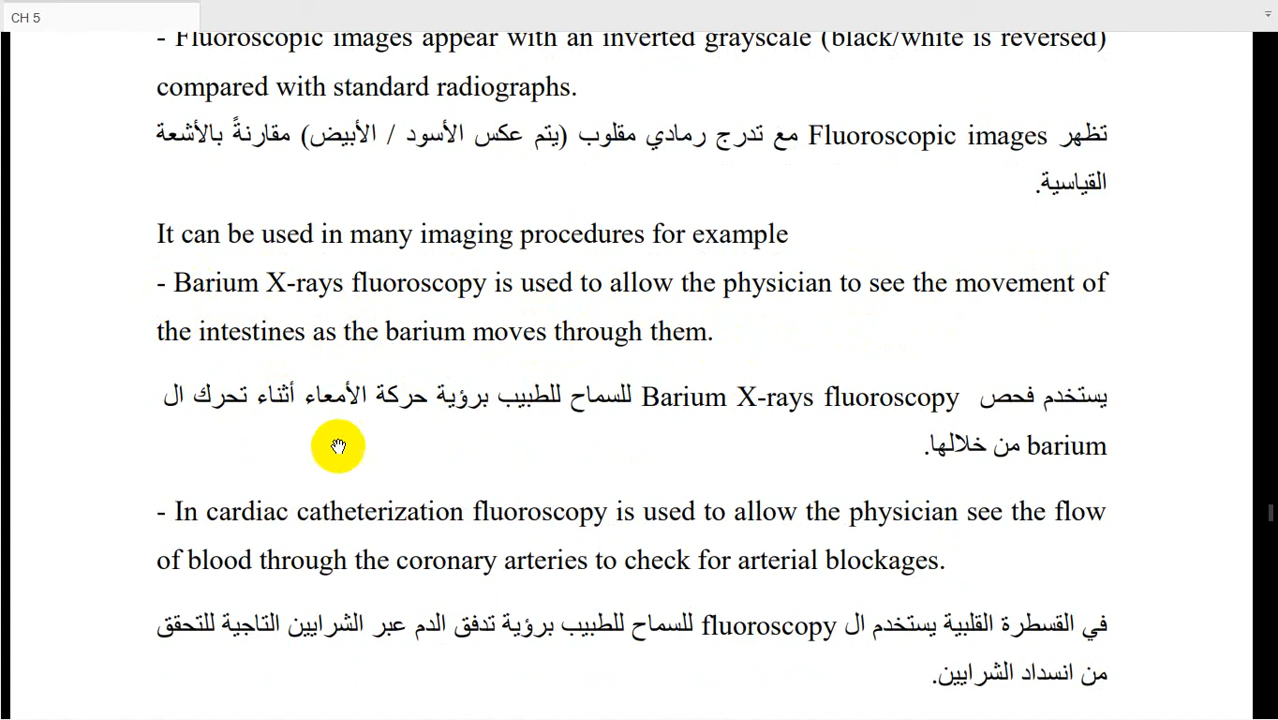 CH 5
- Fluoroscopic images appear with an inverted grayscale (black/white is reversed)
compared with standard radiographs.
تظهر Fluoroscopic images مع تدرج رمادي مقلوب (يتم عكس الأسود / الأبيض) مقارنةً بالأشعة
القياسية.
It can be used in many imaging procedures for example
- Barium X-rays fluoroscopy is used to allow the physician to see the movement of
the intestines as the barium moves through them.
يستخدم فحص Barium X-rays fluoroscopy للسماح للطبيب برؤية حركة الأمعاء أثناء تحرك ال
barium من خلالها.
- In cardiac catheterization fluoroscopy is used to allow the physician see the flow
of blood through the coronary arteries to check for arterial blockages.
في القسطرة القلبية يستخدم ال fluoroscopy للسماح للطبيب برؤية تدفق الدم عبر الشرايين التاجية للتحقق
من انسداد الشرايين.